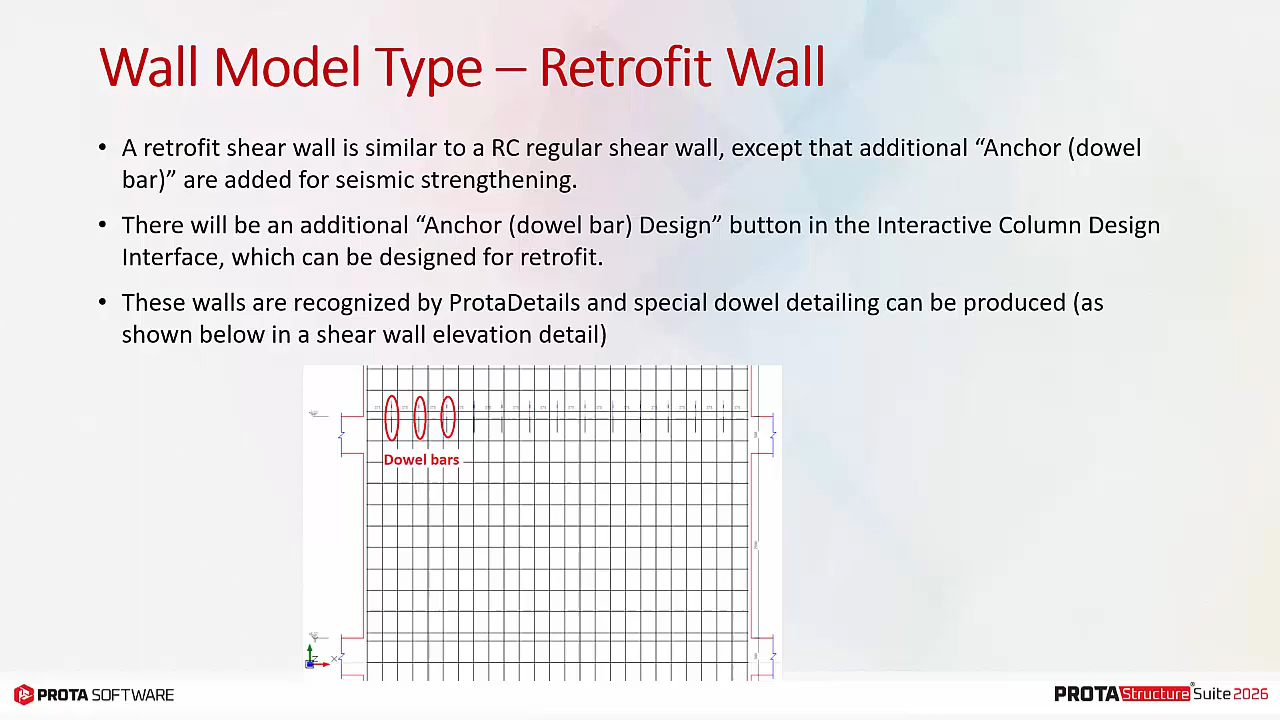 Wall Model Type – Retrofit Wall
• A retrofit shear wall is similar to a RC regular shear wall, except that additional “Anchor (dowel
bar)” are added for seismic strengthening.
• There will be an additional “Anchor (dowel bar) Design” button in the Interactive Column Design
Interface, which can be designed for retrofit.
• These walls are recognized by ProtaDetails and special dowel detailing can be produced (as
shown below in a shear wall elevation detail)
Dowel bars
Z X
PROTA SOFTWARE
PROTAStructure® Suite 2026